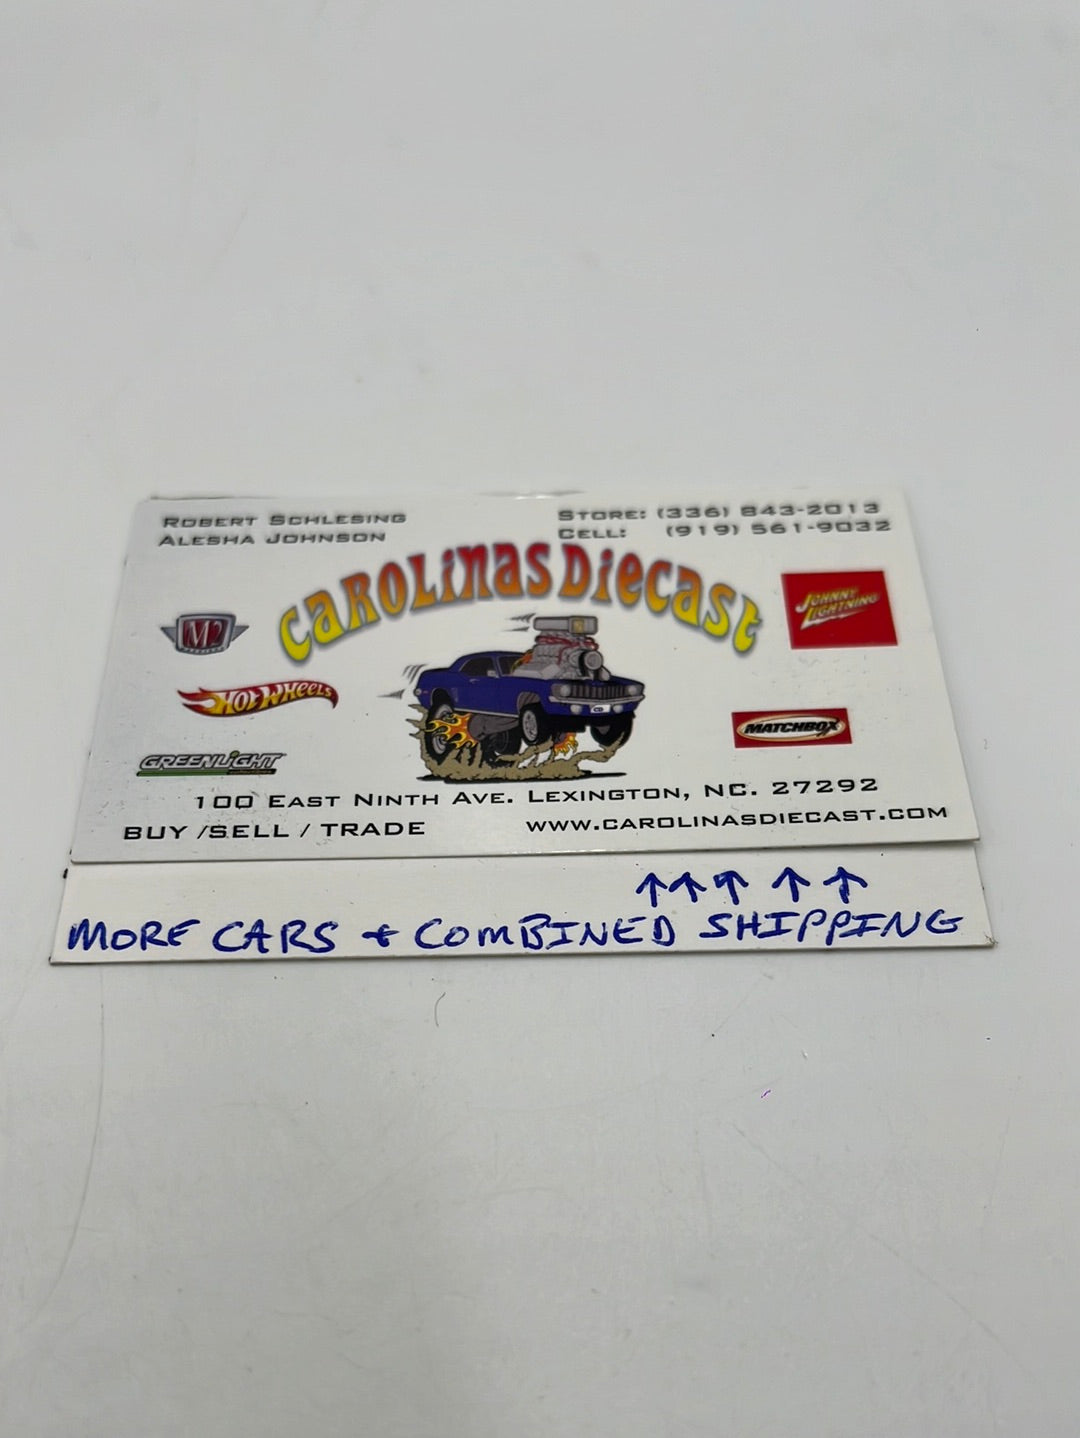 ROBERT SCHLESING
ALESHA JOHNSON
STORE: (336) 843-2013
CELL: (919) 561-9032
CAROLINAS DIECAST
M2
JOHNNY LIGHTNING
HOT WHEELS
MATCHBOX
GREENLIGHT
CD
100 EAST NINTH AVE. LEXINGTON, NC. 27292
BUY /SELL / TRADE
WWW.CAROLINASDIECAST.COM
↑↑↑ ↑ ↑
MORE CARS + COMBINED SHIPPING